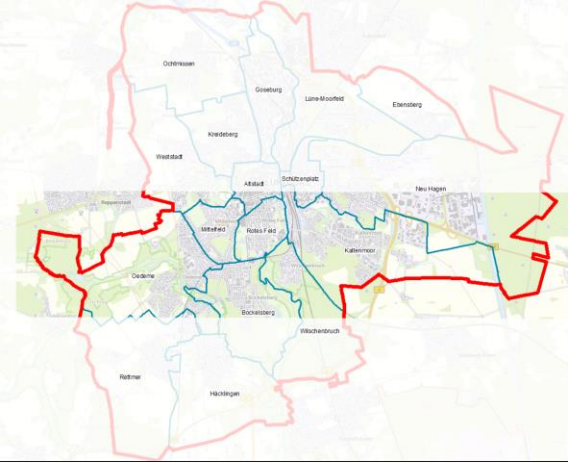 Ochtmissen
Goseburg
Lüne-Moorfeld
Ebensberg
Kreideberg
Weststadt
Schützenplatz
Altstadt
Neu Hagen
Reppenstedt
Mittelfeld
Rotes Feld
Kaltenmoor
Oedeme
Bockelsberg
Wilschenbruch
Rettmer
Häcklingen